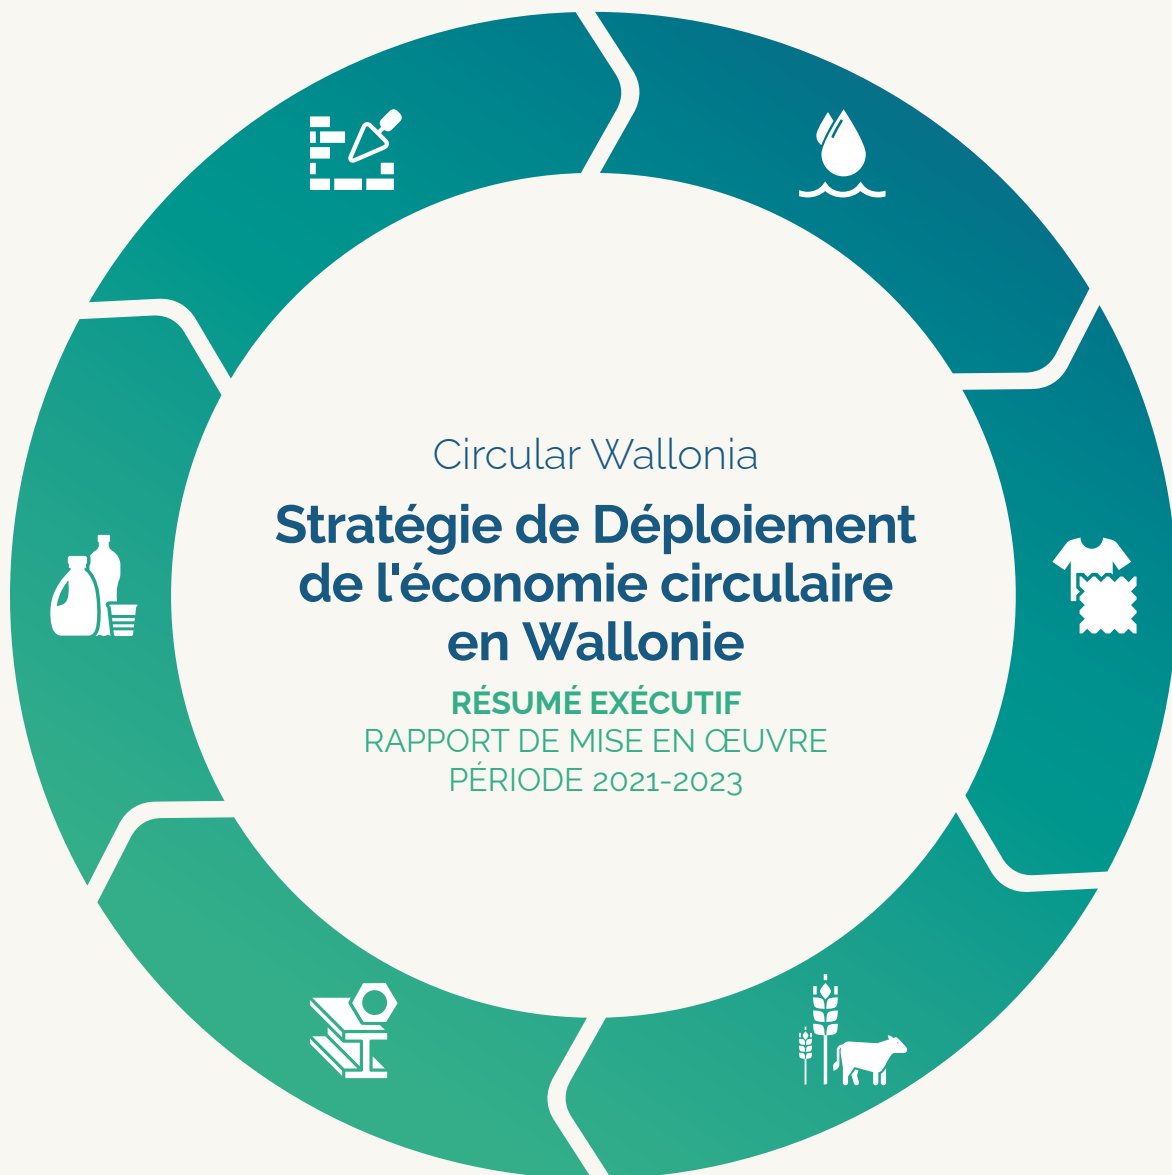 Circular Wallonia
Stratégie de Déploiement
de l'économie circulaire
en Wallonie
RÉSUMÉ EXÉCUTIF
RAPPORT DE MISE EN ŒUVRE
PÉRIODE 2021-2023